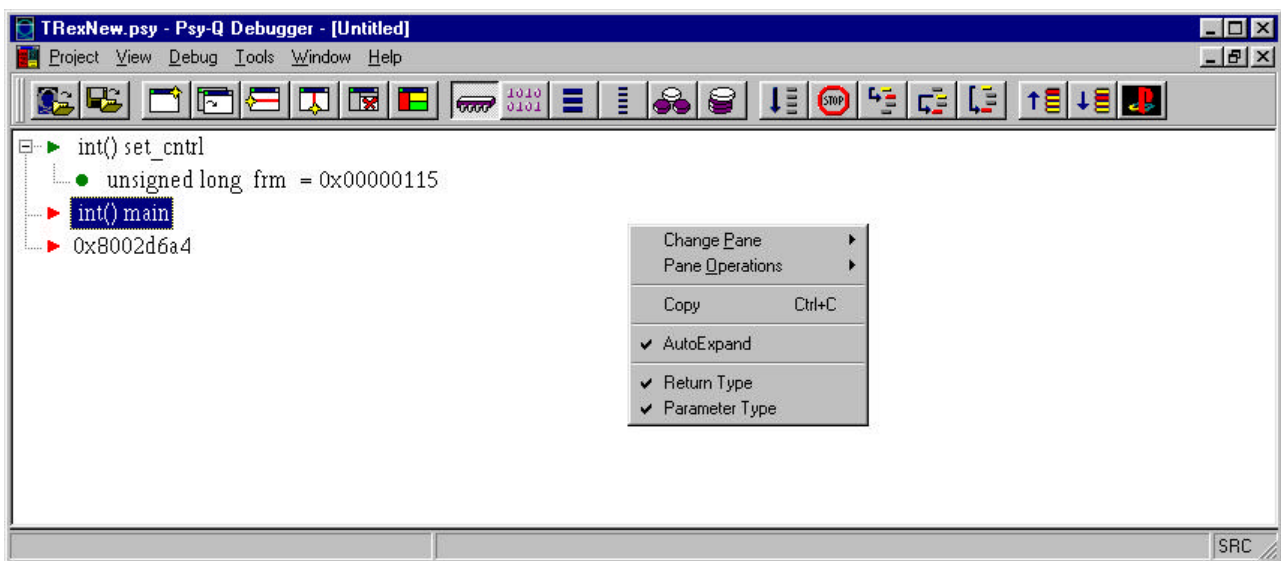 TRexNew.psy - Psy-Q Debugger - [Untitled]
Project View Debug Tools Window Help
1010
0101
STOP
int() set_cntrl
unsigned long frm = 0x00000115
int() main
0x8002d6a4
Change Pane
Pane Operations
Copy Ctrl+C
AutoExpand
Return Type
Parameter Type
SRC